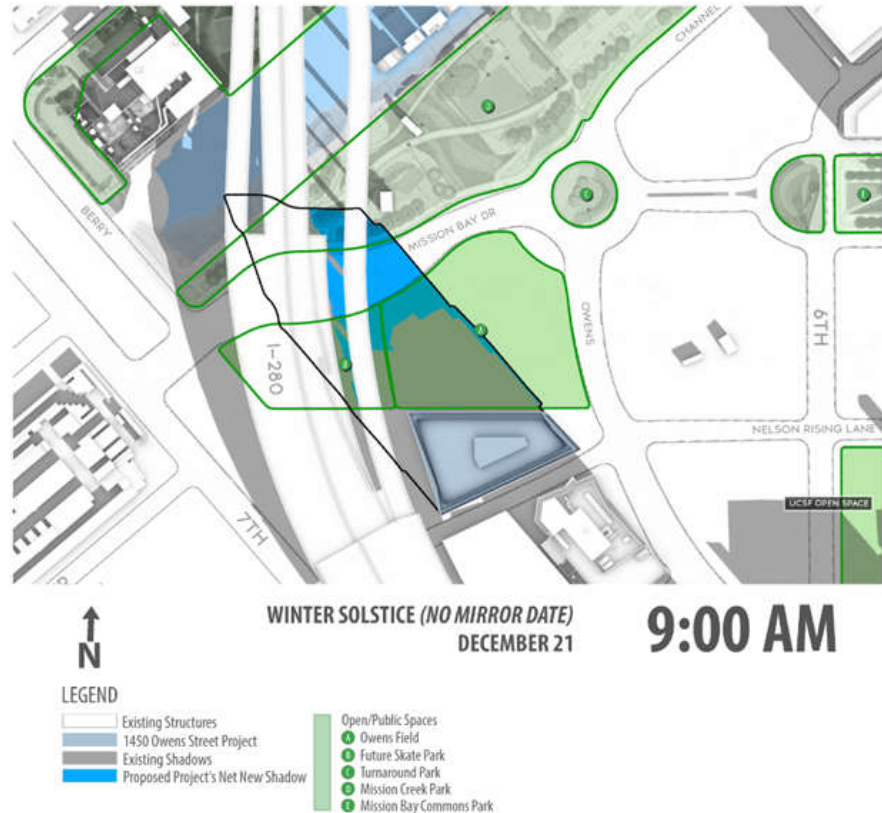 CHANNEL
BERRY
MISSION BAY DR
OWENS
6TH
I-280
NELSON RISING LANE
UCSF OPEN SPACE
7TH
N
WINTER SOLSTICE (NO MIRROR DATE)
DECEMBER 21
9:00 AM
LEGEND
Existing Structures
1450 Owens Street Project
Existing Shadows
Proposed Project's Net New Shadow
Open/Public Spaces
A Owens Field
B Future Skate Park
C Turnaround Park
D Mission Creek Park
E Mission Bay Commons Park